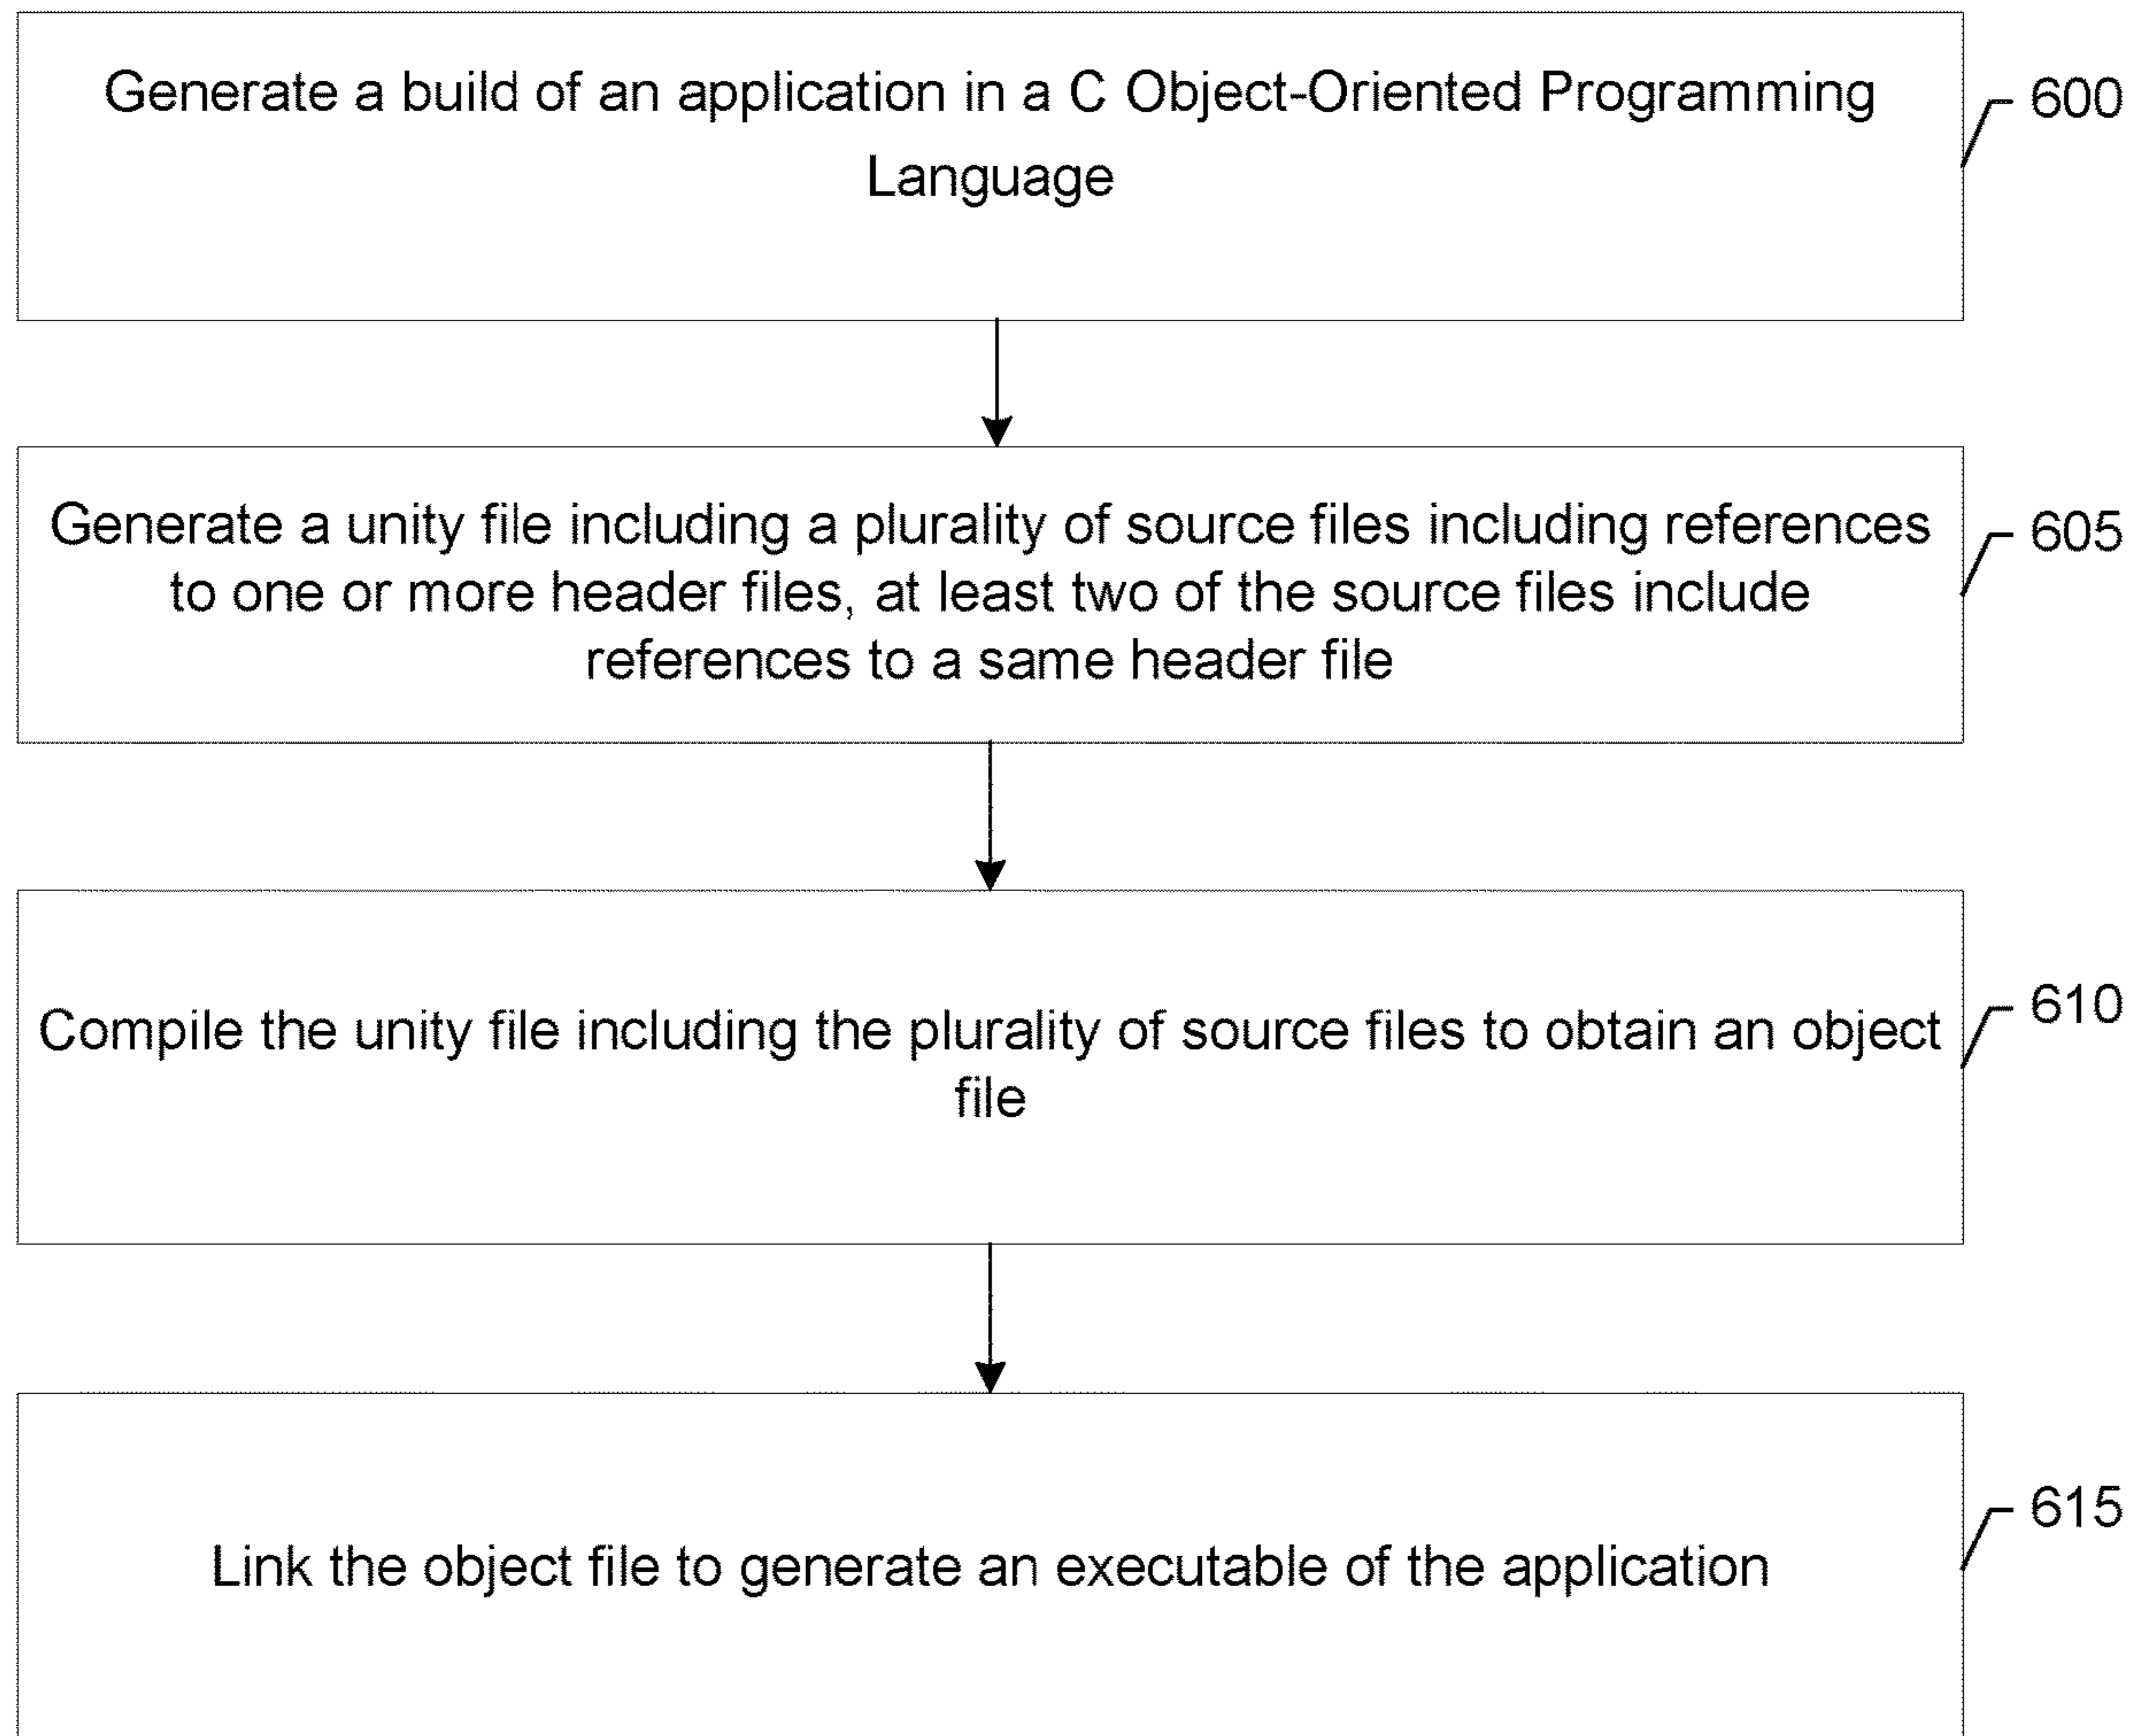 Generate a build of an application in a C Object-Oriented Programming
Language
600
Generate a unity file including a plurality of source files including references
to one or more header files, at least two of the source files include
references to a same header file
605
Compile the unity file including the plurality of source files to obtain an object
file
610
Link the object file to generate an executable of the application
615